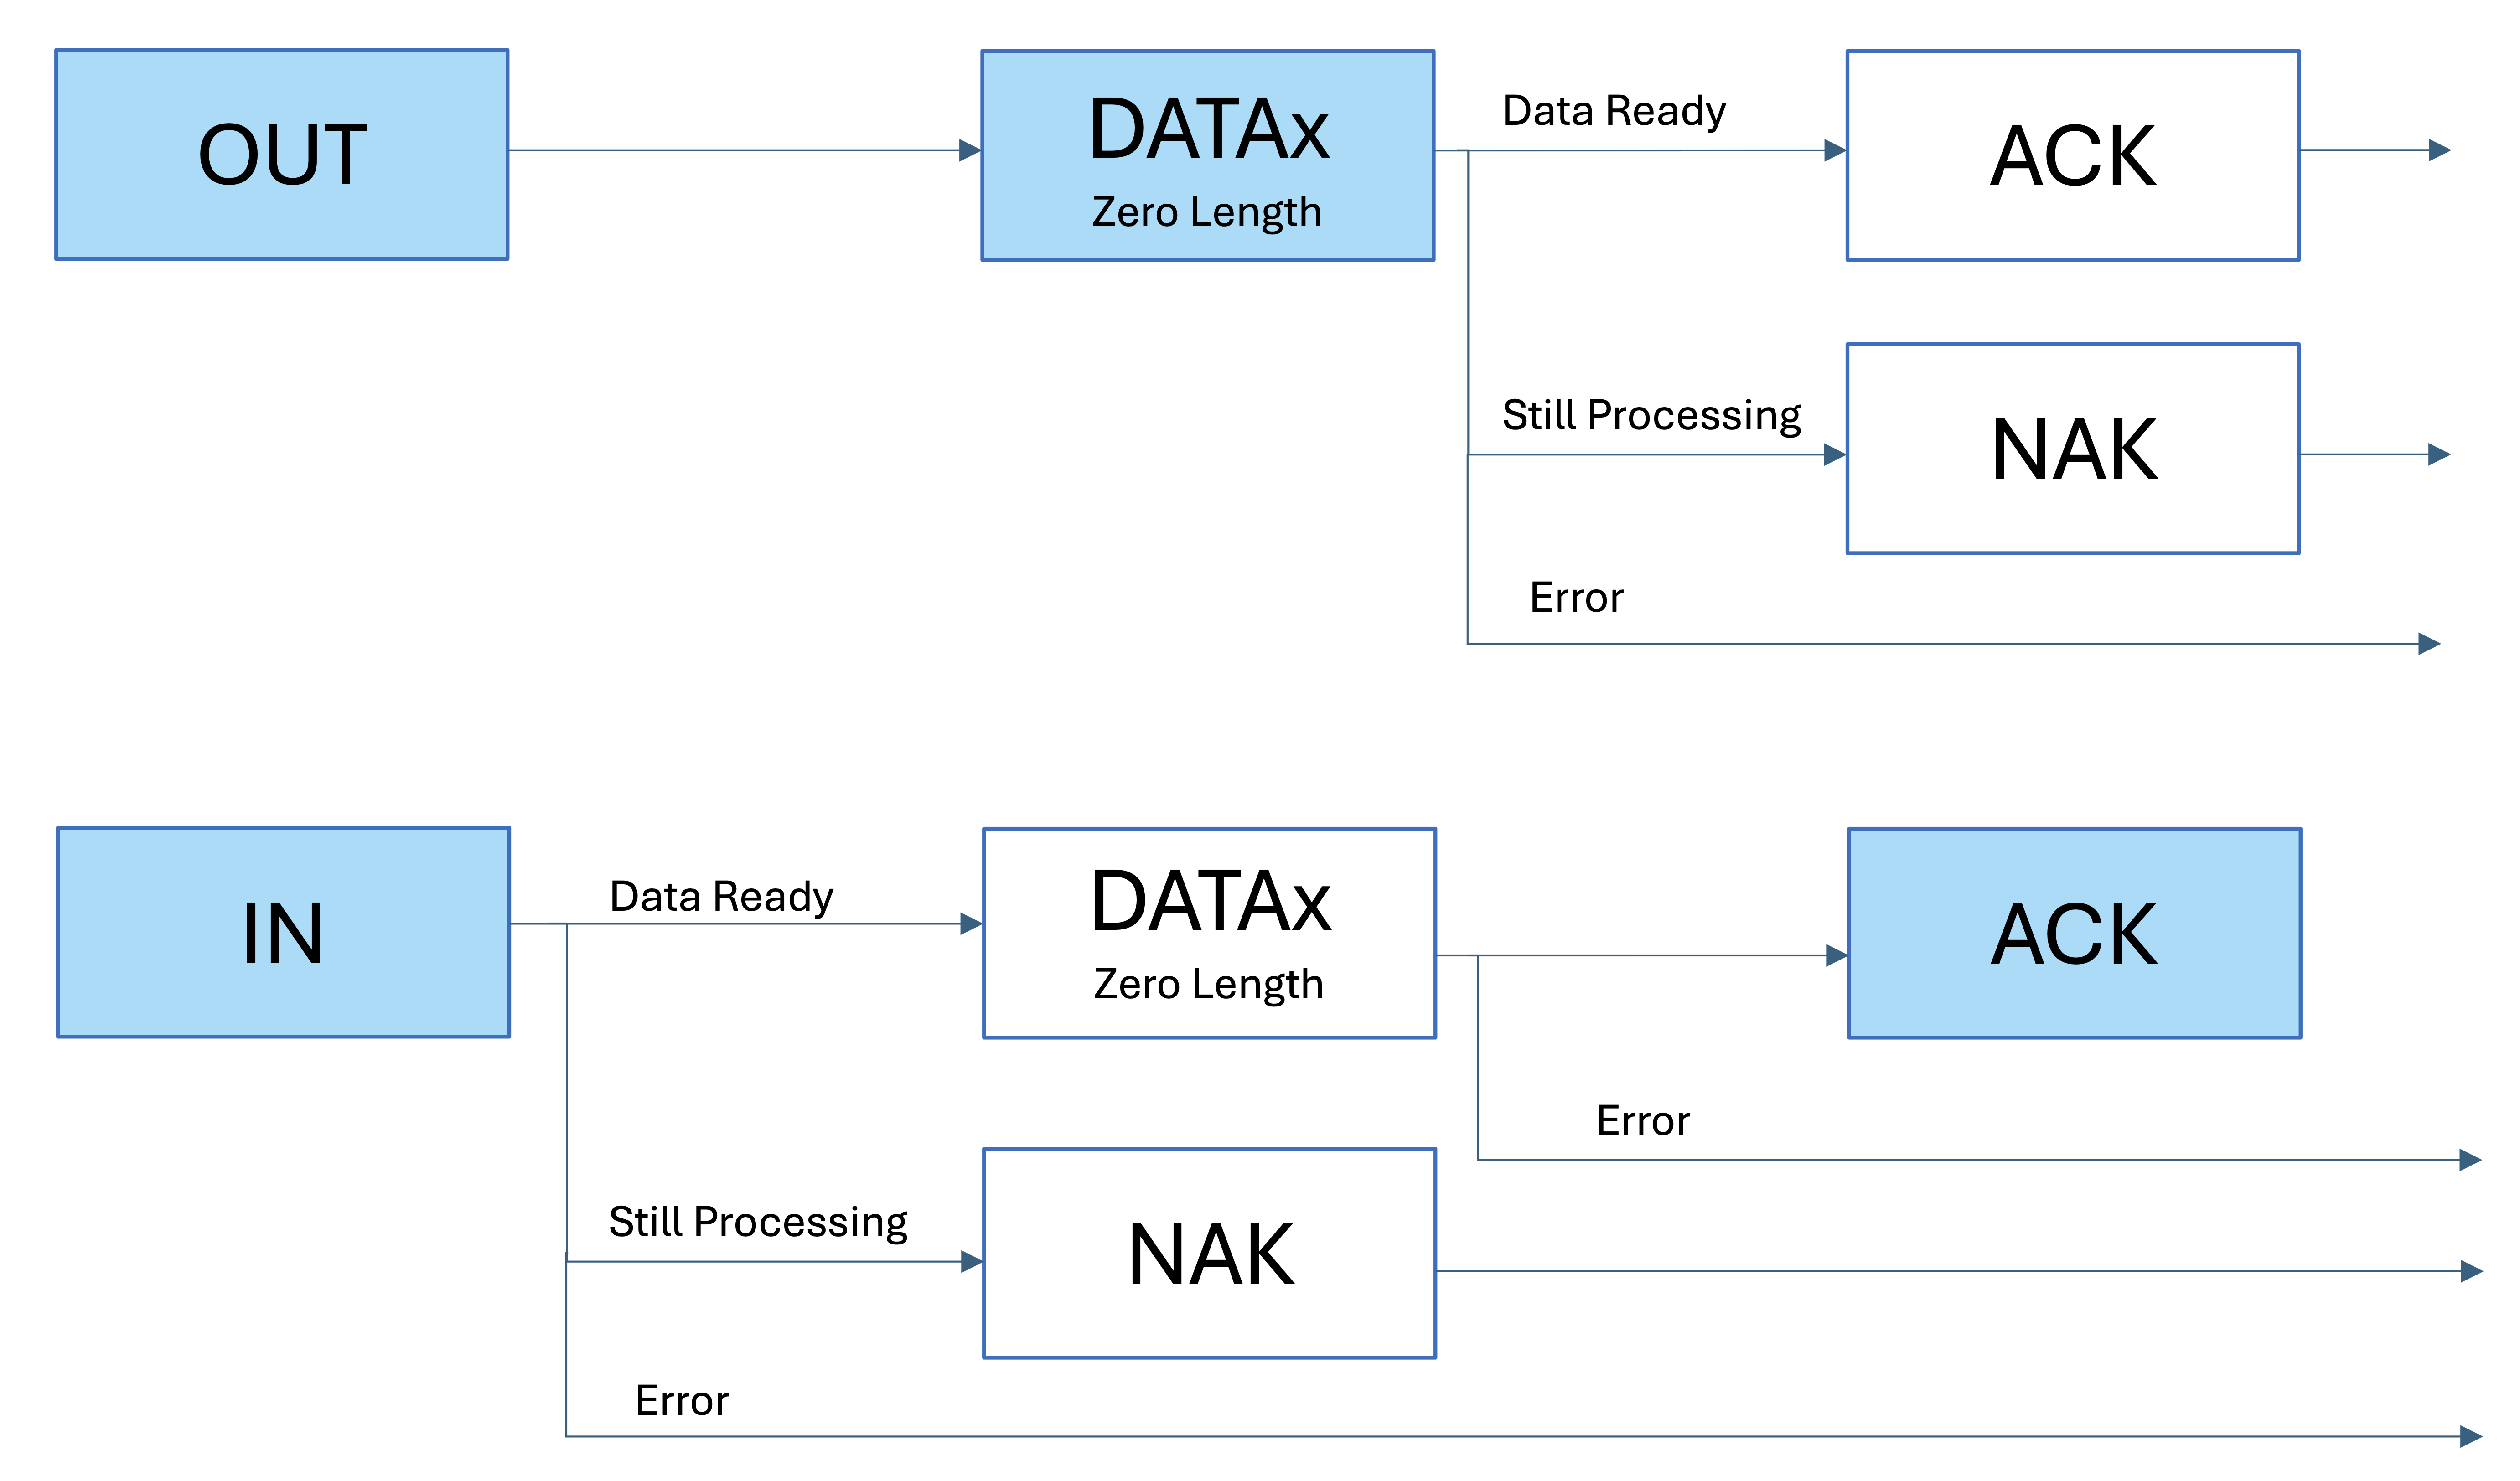 OUT
DATAx
Zero Length
Data Ready
ACK
Still Processing
NAK
Error
IN
Data Ready
DATAx
Zero Length
ACK
Error
Still Processing
NAK
Error